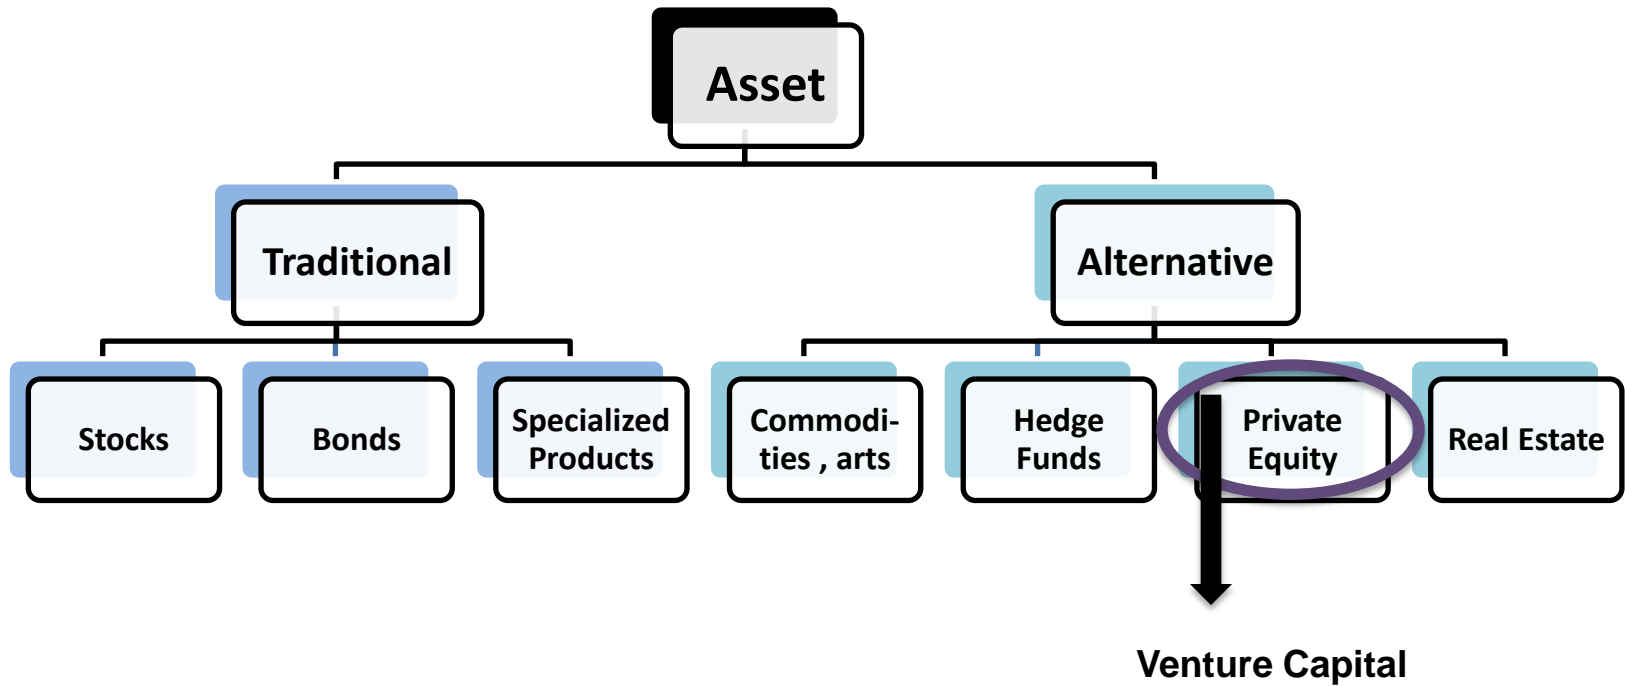 Asset
Traditional
Alternative
Stocks
Bonds
Specialized
Products
Commodi-
ties , arts
Hedge
Funds
Private
Equity
Real Estate
Venture Capital